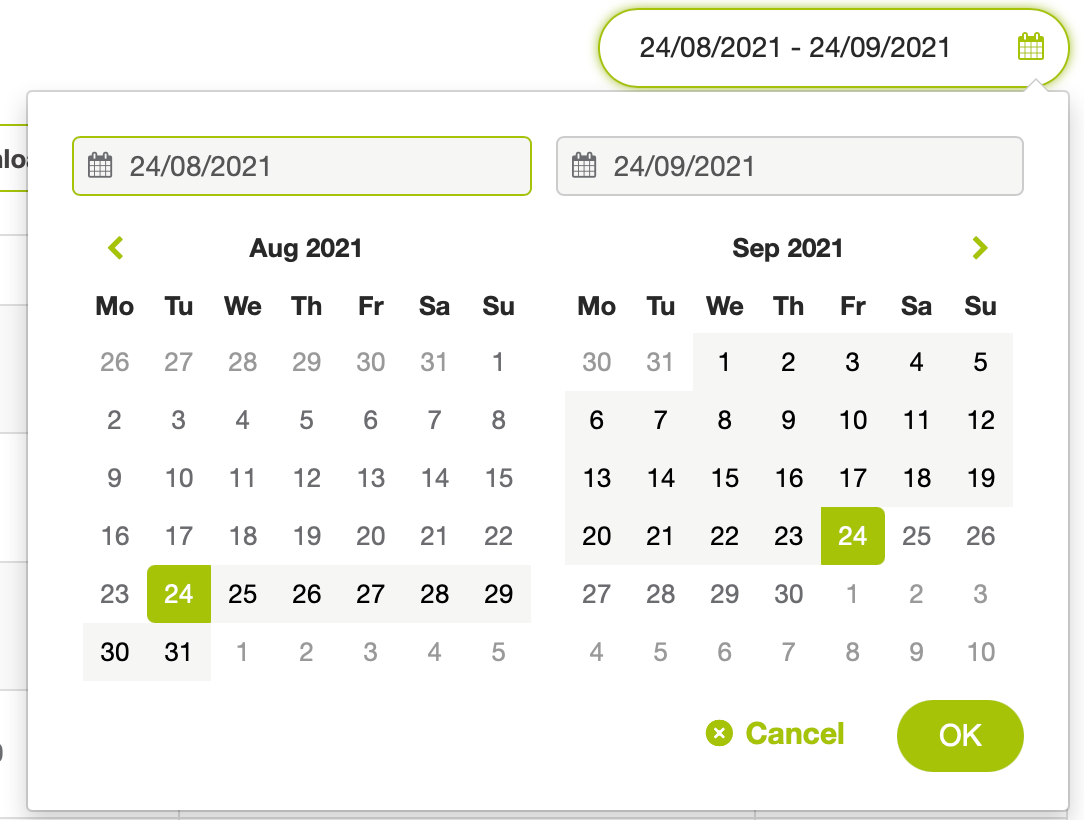 24/08/2021 - 24/09/2021
24/08/2021
24/09/2021
Aug 2021
Mo Tu We Th Fr Sa Su
26 27 28 29 30 31 1
2 3 4 5 6 7 8
9 10 11 12 13 14 15
16 17 18 19 20 21 22
23 24 25 26 27 28 29
30 31 1 2 3 4 5
Sep 2021
Mo Tu We Th Fr Sa Su
30 31 1 2 3 4 5
6 7 8 9 10 11 12
13 14 15 16 17 18 19
20 21 22 23 24 25 26
27 28 29 30 1 2 3
4 5 6 7 8 9 10
Cancel
OK